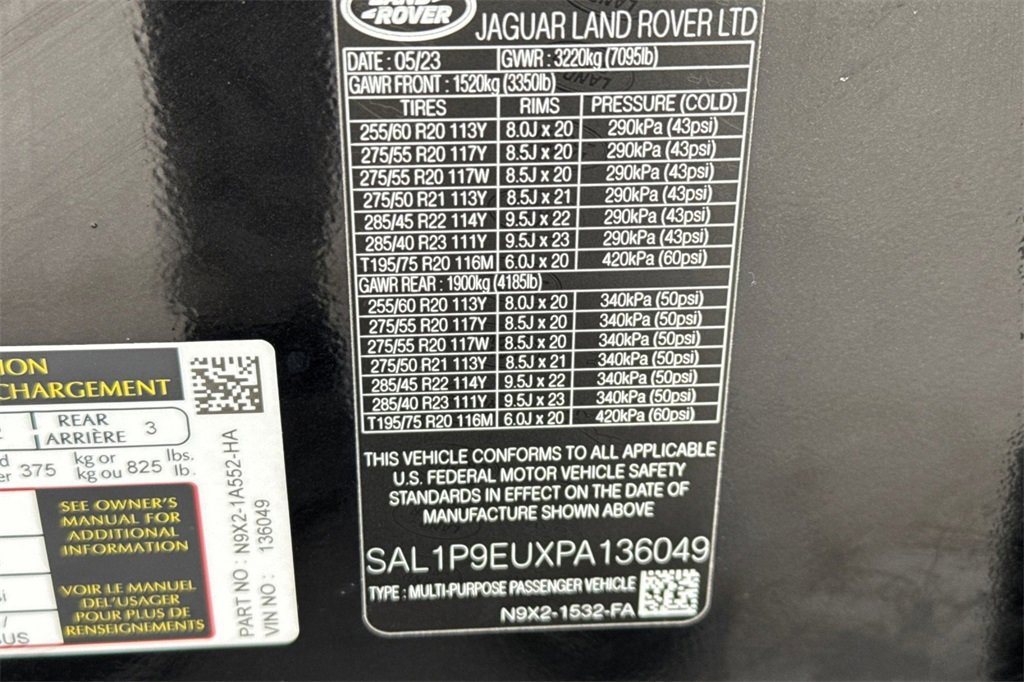 LAND
ROVER
JAGUAR LAND ROVER LTD
DATE : 05/23 GVWR : 3220kg (7095lb)
GAWR FRONT : 1520kg (3350lb)
TIRES RIMS PRESSURE (COLD)
255/60 R20 113Y 8.0J x 20 290kPa (43psi)
275/55 R20 117Y 8.5J x 20 290kPa (43psi)
275/55 R20 117W 8.5J x 20 290kPa (43psi)
275/50 R21 113Y 8.5J x 21 290kPa (43psi)
285/45 R22 114Y 9.5J x 22 290kPa (43psi)
285/40 R23 111Y 9.5J x 23 290kPa (43psi)
T195/75 R20 116M 6.0J x 20 420kPa (60psi)
GAWR REAR : 1900kg (4185lb)
255/60 R20 113Y 8.0J x 20 340kPa (50psi)
275/55 R20 117Y 8.5J x 20 340kPa (50psi)
275/55 R20 117W 8.5J x 20 340kPa (50psi)
275/50 R21 113Y 8.5J x 21 340kPa (50psi)
285/45 R22 114Y 9.5J x 22 340kPa (50psi)
285/40 R23 111Y 9.5J x 23 340kPa (50psi)
T195/75 R20 116M 6.0J x 20 420kPa (60psi)
THIS VEHICLE CONFORMS TO ALL APPLICABLE
U.S. FEDERAL MOTOR VEHICLE SAFETY
STANDARDS IN EFFECT ON THE DATE OF
MANUFACTURE SHOWN ABOVE
SAL1P9EUXPA136049
TYPE : MULTI-PURPOSE PASSENGER VEHICLE
N9X2-1532-FA
CHARGEMENT
REAR
ARRIÈRE 3
375 kg or 825 lbs.
kg ou lb.
SEE OWNER'S
MANUAL FOR
ADDITIONAL
INFORMATION
VOIR LE MANUEL
DEL'USAGER
POUR PLUS DE
RENSEIGNEMENTS
PART NO : N9X2-1A552-HA
VIN NO : 136049